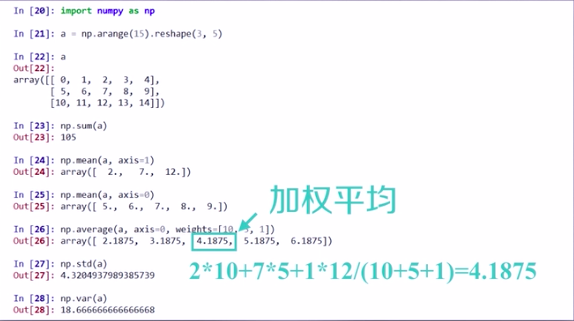 In [20]: import numpy as np
In [21]: a = np.arange(15).reshape(3, 5)
In [22]: a
Out[22]:
array([[ 0, 1, 2, 3, 4],
[ 5, 6, 7, 8, 9],
[10, 11, 12, 13, 14]])
In [23]: np.sum(a)
Out[23]: 105
In [24]: np.mean(a, axis=1)
Out[24]: array([ 2., 7., 12.])
In [25]: np.mean(a, axis=0)
Out[25]: array([ 5., 6., 7., 8., 9.])
加权平均
In [26]: np.average(a, axis=0, weights=[10, 5, 1])
Out[26]: array([ 2.1875, 3.1875, 4.1875, 5.1875, 6.1875])
In [27]: np.std(a)
Out[27]: 4.3204937989385739
2*10+7*5+1*12/(10+5+1)=4.1875
In [28]: np.var(a)
Out[28]: 18.666666666666668